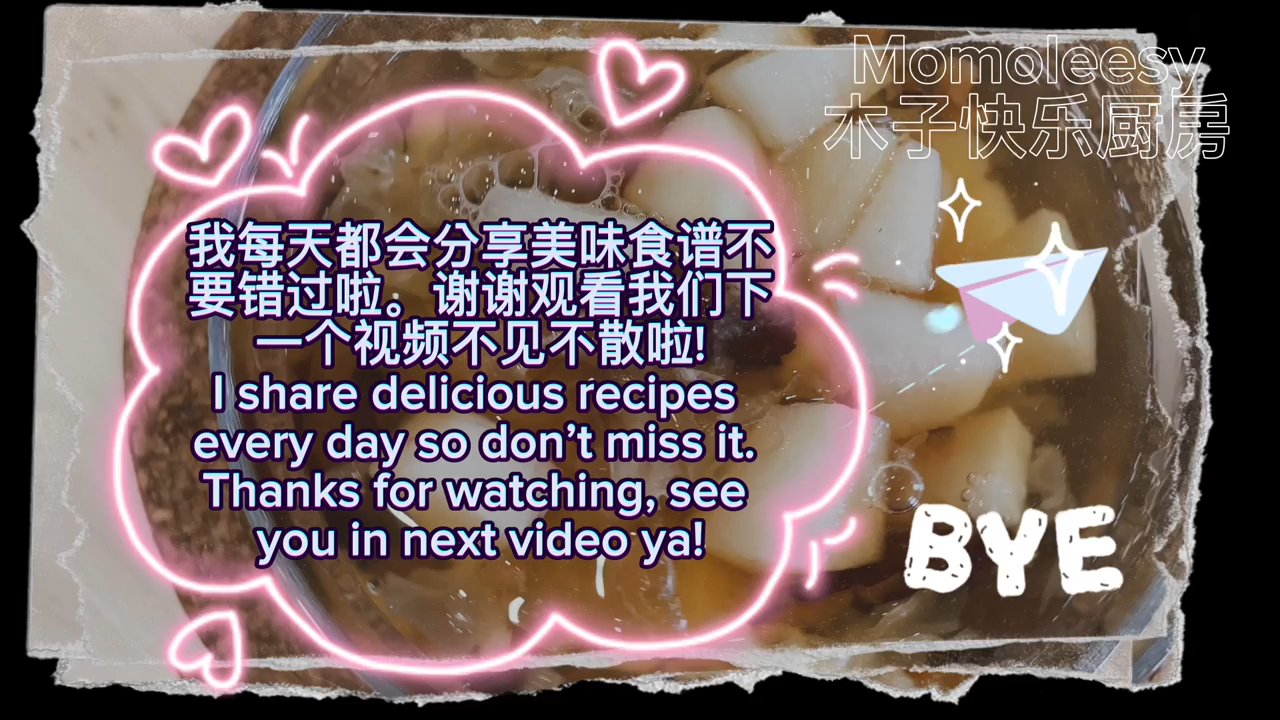 Momoleesy
木子快乐厨房
我每天都会分享美味食谱不
要错过啦。谢谢观看我们下
一个视频不见不散啦!
I share delicious recipes
every day so don’t miss it.
Thanks for watching, see
you in next video ya!
BYE